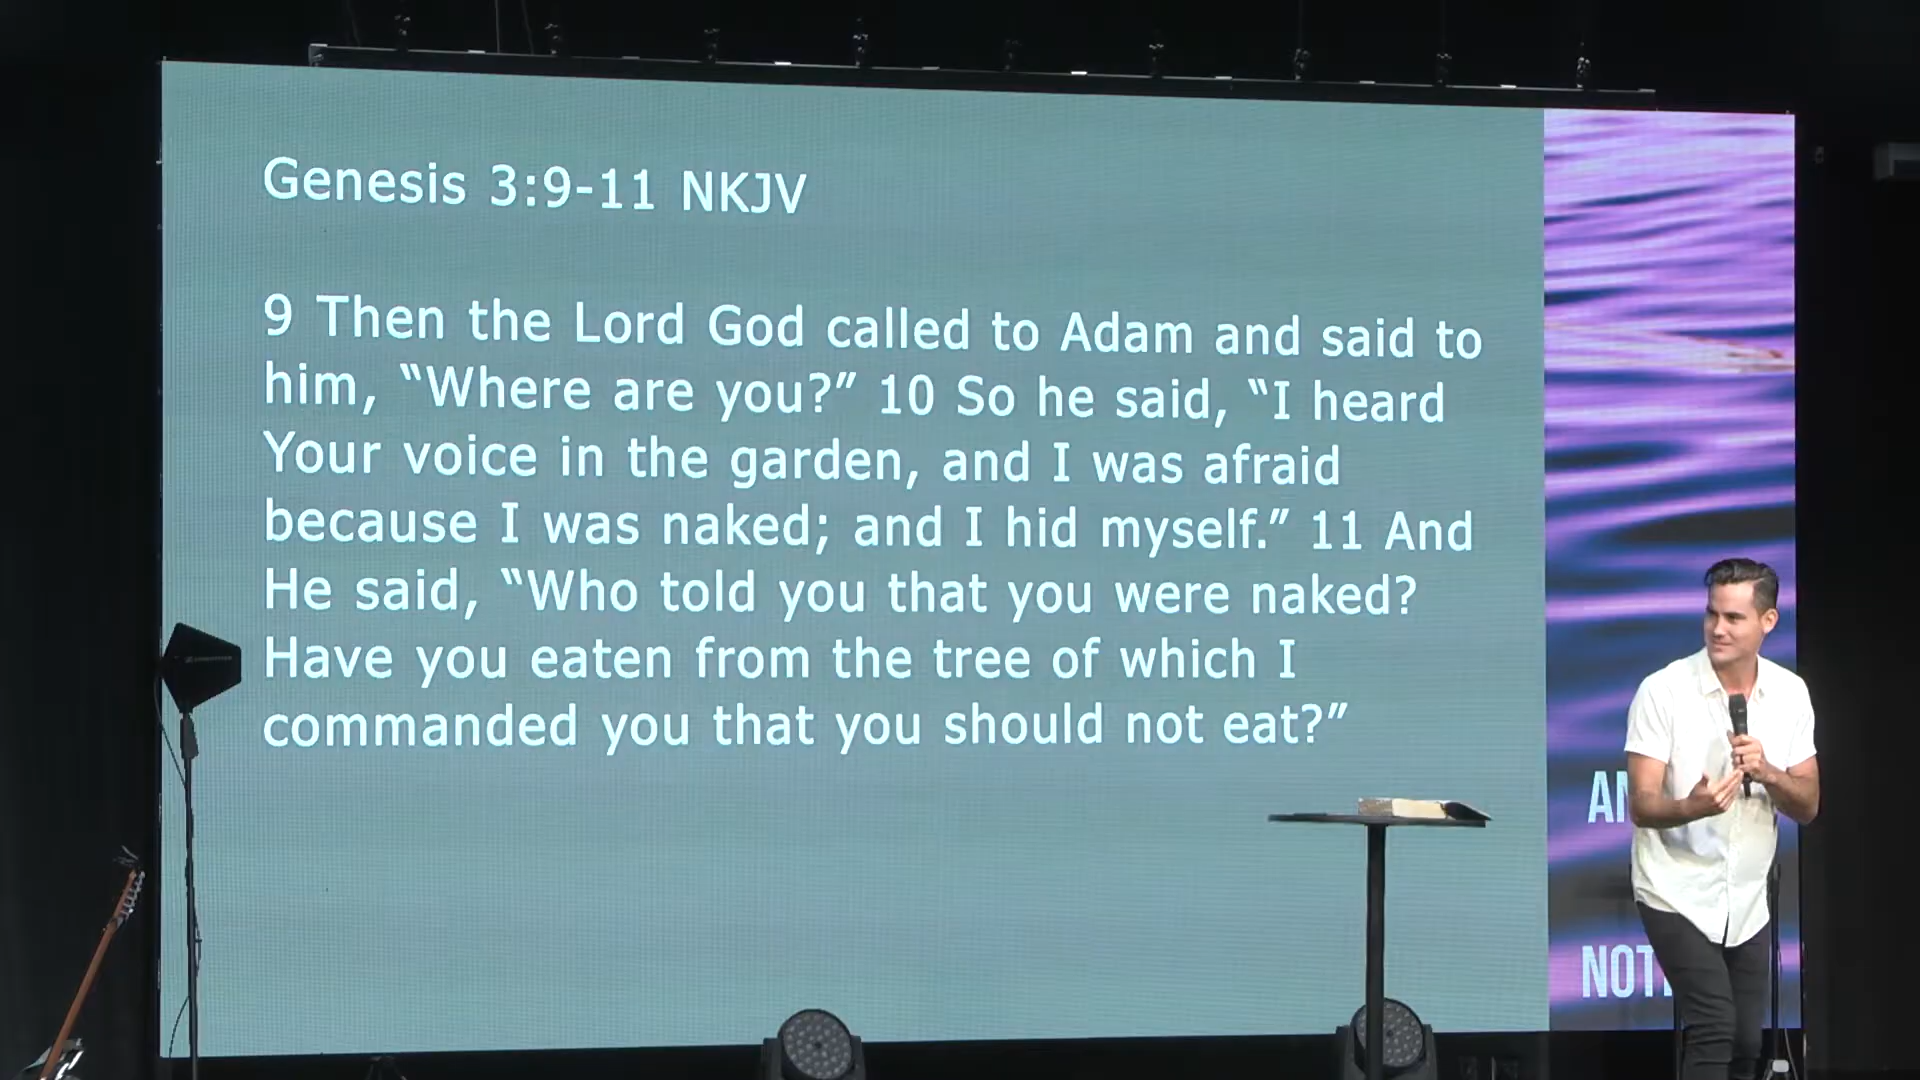 Genesis 3:9-11 NKJV
9 Then the Lord God called to Adam and said to
him, “Where are you?” 10 So he said, “I heard
Your voice in the garden, and I was afraid
because I was naked; and I hid myself.” 11 And
He said, “Who told you that you were naked?
Have you eaten from the tree of which I
commanded you that you should not eat?”